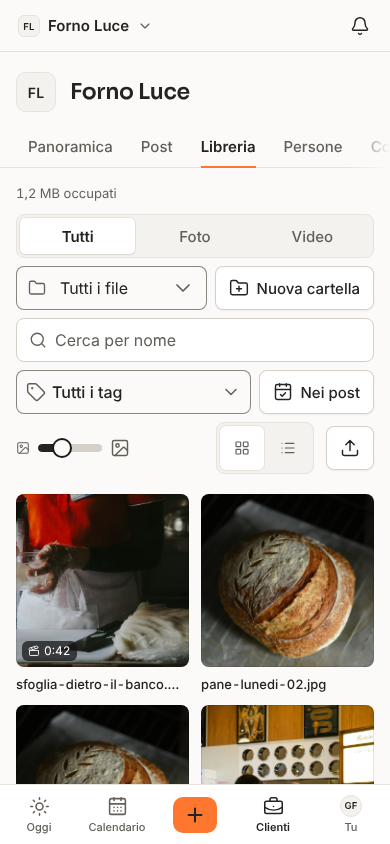 FL Forno Luce
FL Forno Luce
Panoramica Post Libreria Persone Co
1,2 MB occupati
Tutti Foto Video
Tutti i file Nuova cartella
Cerca per nome
Tutti i tag Nei post
0:42
sfoglia-dietro-il-banco.... pane-lunedi-02.jpg
Oggi Calendario Clienti GF Tu